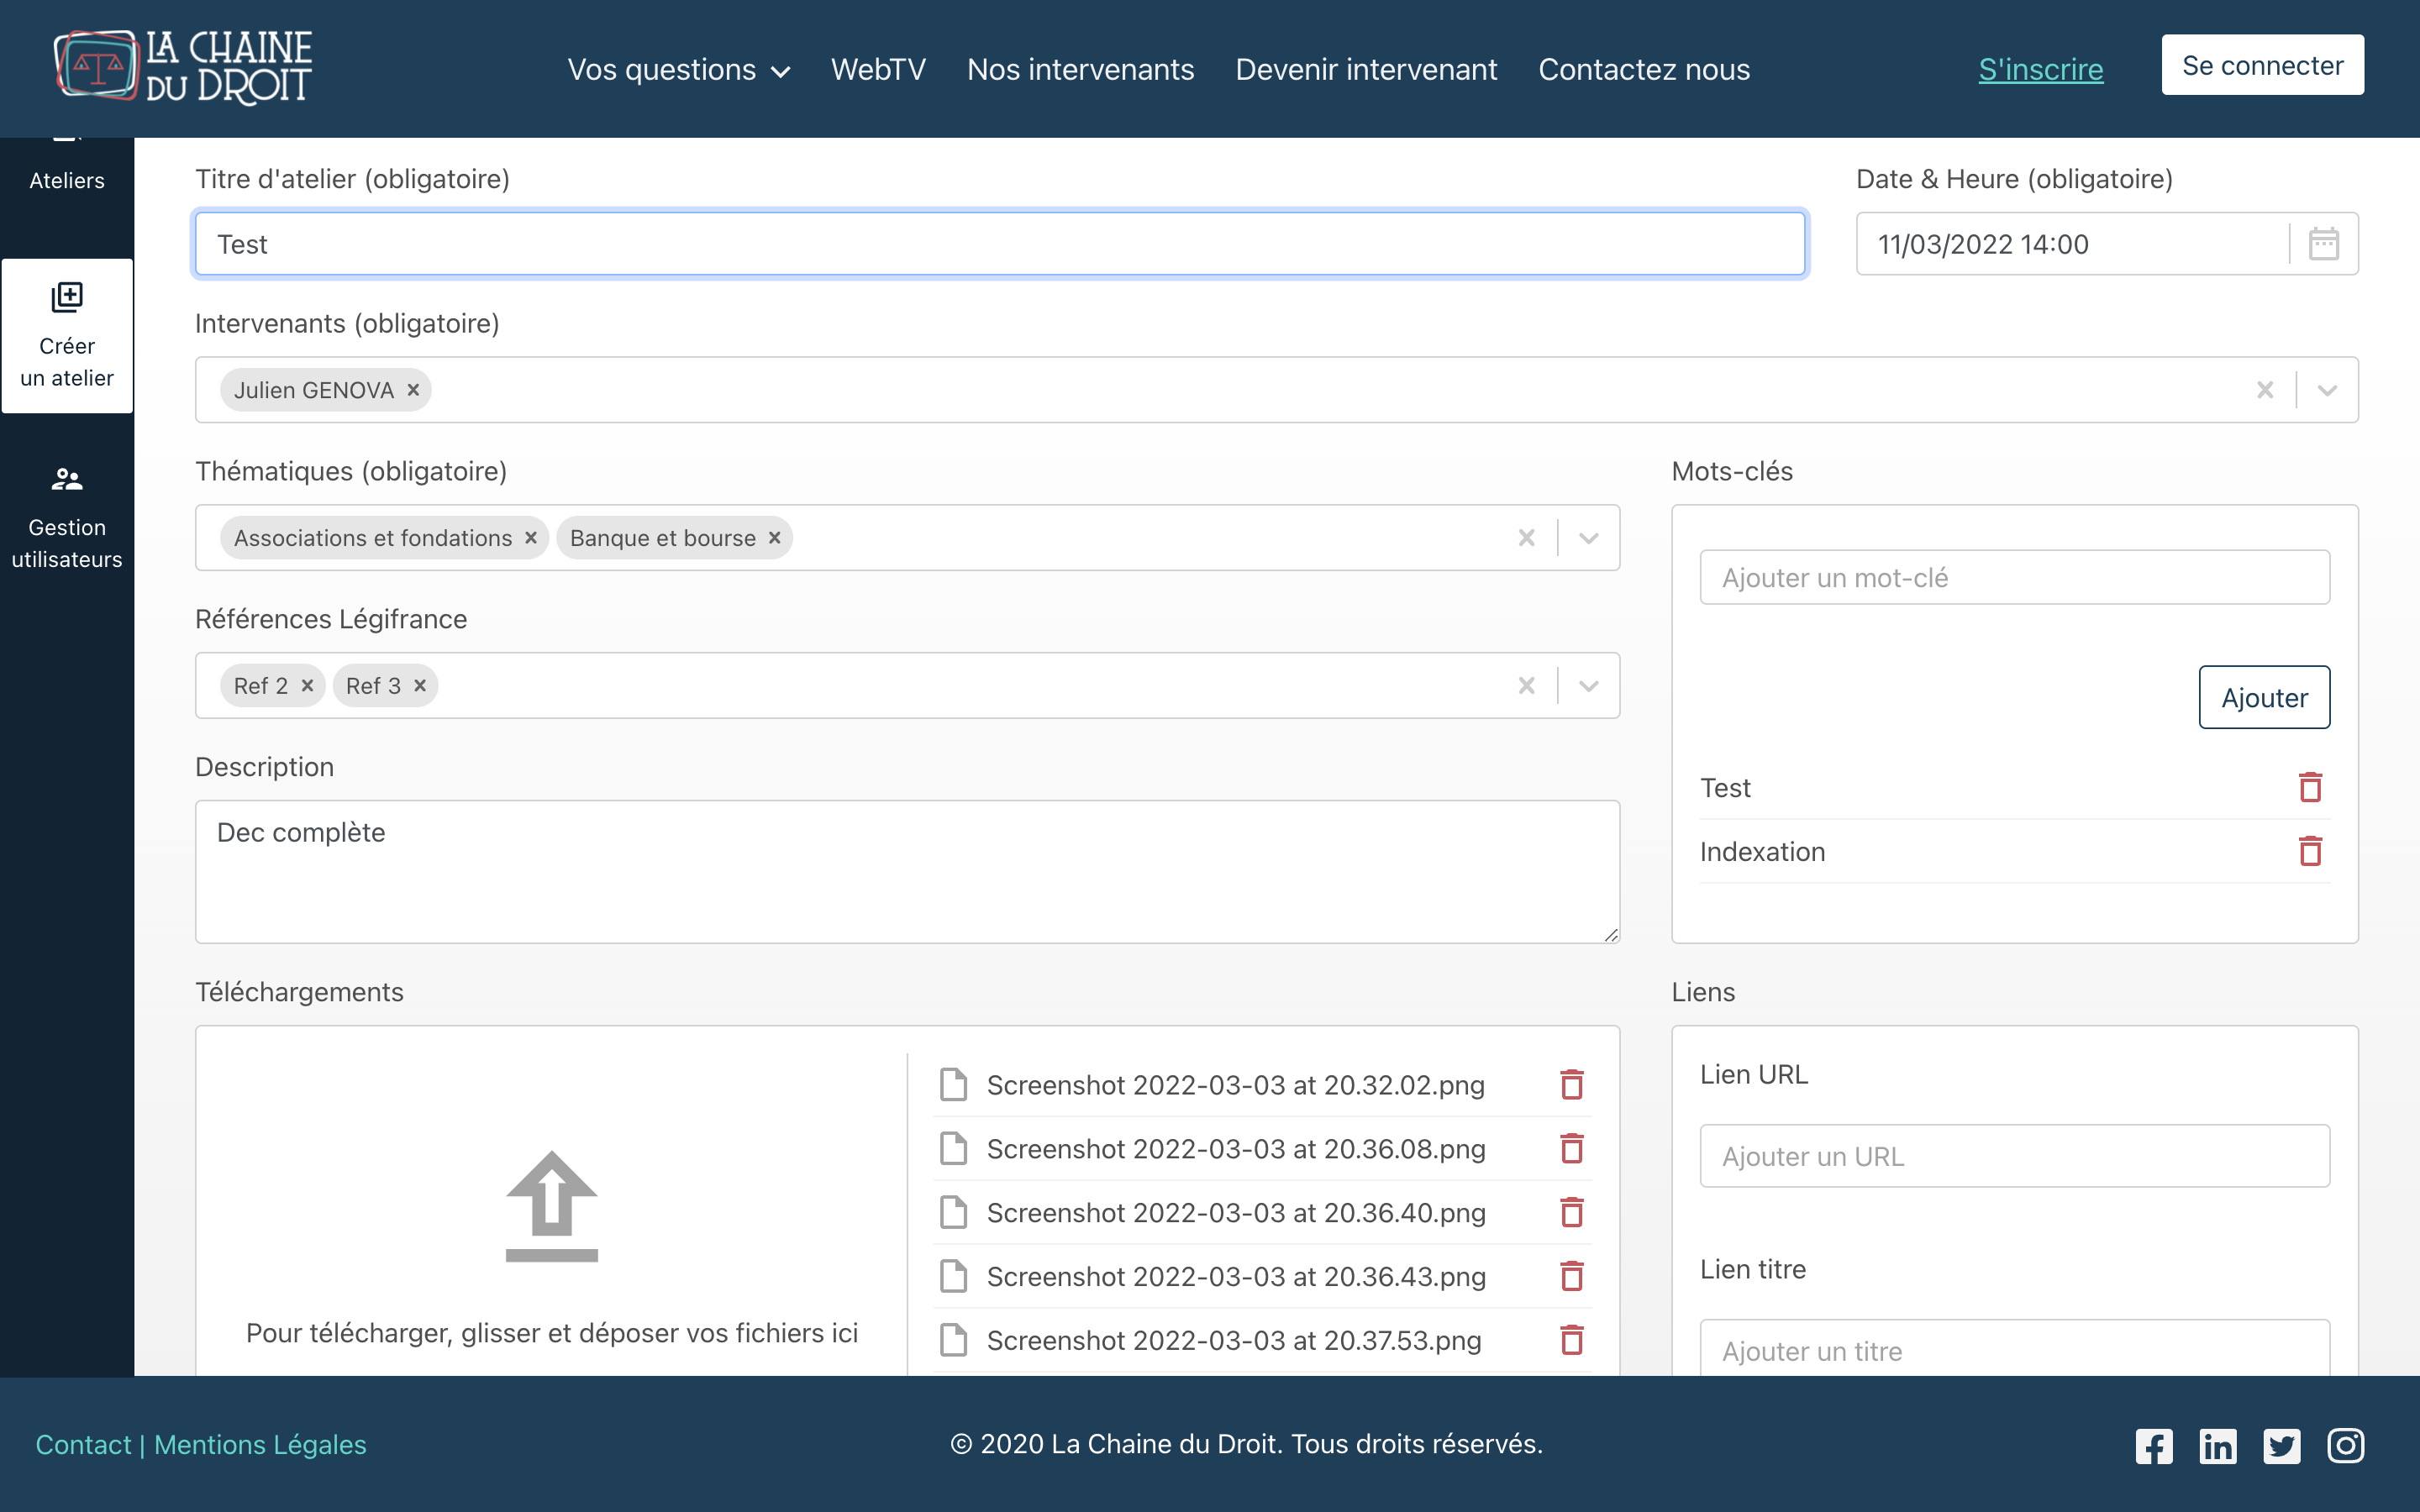 LA CHAINE
DU DROIT
Vos questions
WebTV
Nos intervenants
Devenir intervenant
Contactez nous
S'inscrire
Se connecter
Ateliers
Créer
un atelier
Gestion
utilisateurs
Titre d'atelier (obligatoire)
Test
Date & Heure (obligatoire)
11/03/2022 14:00
Intervenants (obligatoire)
Julien GENOVA
Thématiques (obligatoire)
Associations et fondations
Banque et bourse
Références Légifrance
Ref 2
Ref 3
Description
Dec complète
Mots-clés
Ajouter un mot-clé
Ajouter
Test
Indexation
Téléchargements
Pour télécharger, glisser et déposer vos fichiers ici
Screenshot 2022-03-03 at 20.32.02.png
Screenshot 2022-03-03 at 20.36.08.png
Screenshot 2022-03-03 at 20.36.40.png
Screenshot 2022-03-03 at 20.36.43.png
Screenshot 2022-03-03 at 20.37.53.png
Liens
Lien URL
Ajouter un URL
Lien titre
Ajouter un titre
Contact | Mentions Légales
© 2020 La Chaine du Droit. Tous droits réservés.